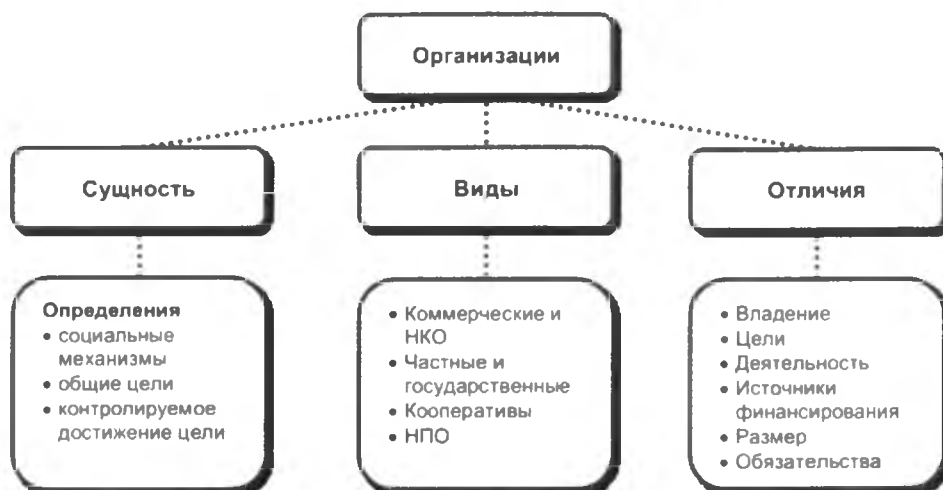 Организации
Сущность
Виды
Отличия
Определения
• социальные
механизмы
• общие цели
• контролируемое
достижение цели
• Коммерческие и
НКО
• Частные и
государственные
• Кооперативы
• НПО
• Владение
• Цели
• Деятельность
• Источники
финансирования
• Размер
• Обязательства